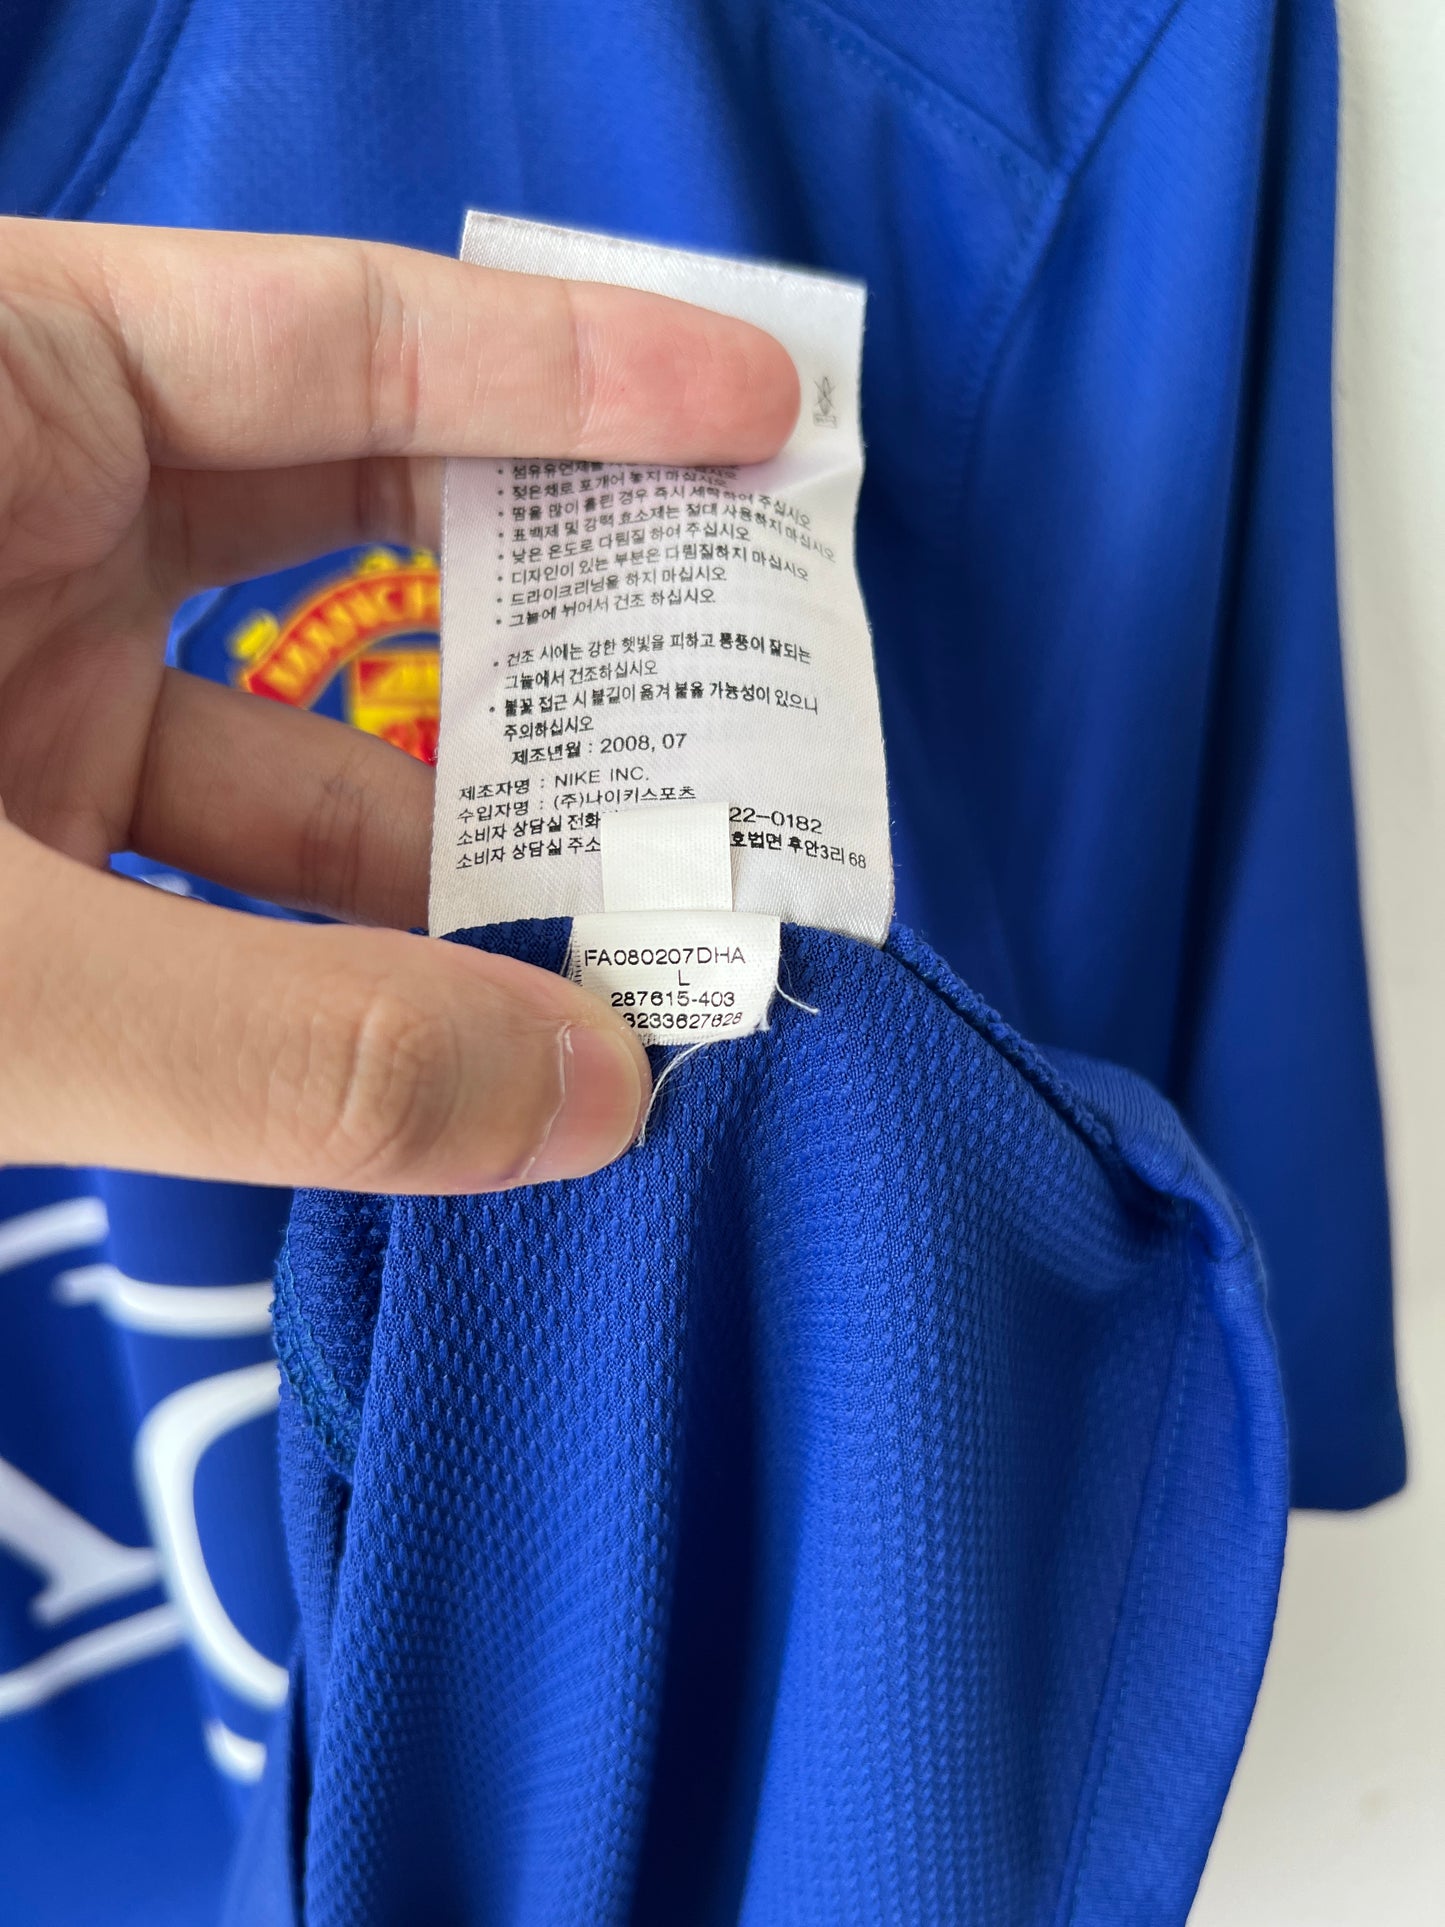 젖은채로 포개어 놓지 마십시오
• 땀을 많이 흘린 경우 즉시 세탁하여 주십시오
• 표백제 및 강력 효소제는 절대 사용하지 마십시오
• 낮은 온도로 다림질 하여 주십시오
• 디자인이 있는 부분은 다림질하지 마십시오
• 드라이크리닝을 하지 마십시오
• 그늘에 뉘어서 건조 하십시오
• 건조 시에는 강한 햇빛을 피하고 통풍이 잘되는
그늘에서 건조하십시오
• 불꽃 접근 시 불길이 옮겨 붙을 가능성이 있으니
주의하십시오
제조년월 : 2008, 07
제조자명 : NIKE INC.
수입자명 : (주)나이키스포츠
소비자 상담실 전화 22-0182
소비자 상담실 주소 호법면 후안3리 68
FA080207DHA
L
287615-403
3233627628
MANCH